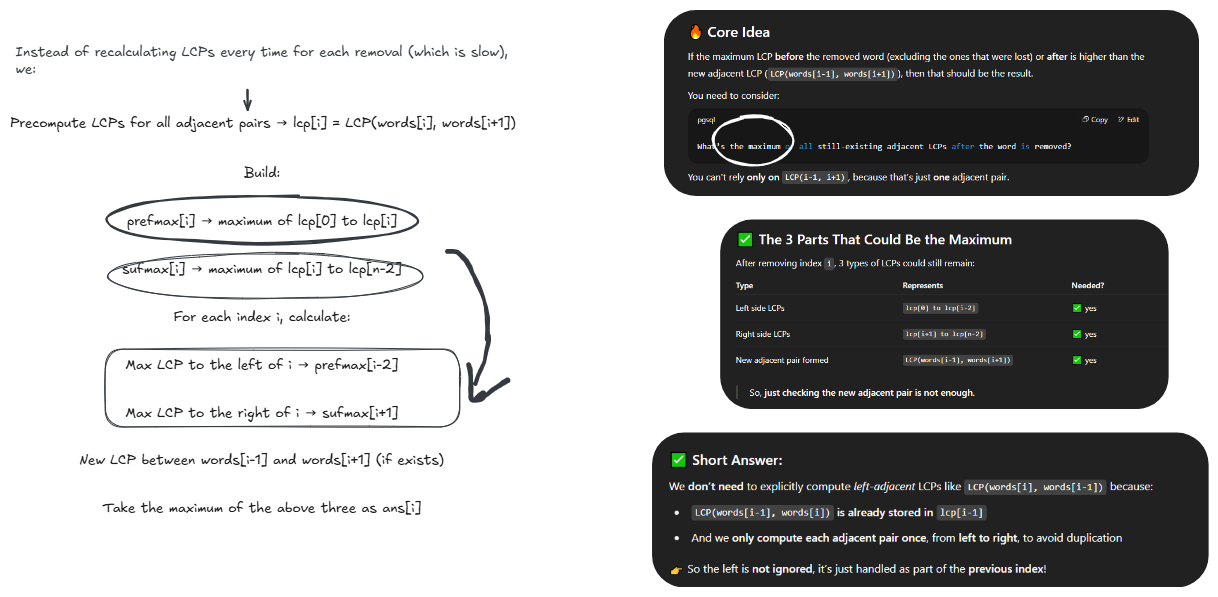 Instead of recalculating LCPs every time for each removal (which is slow),
we:
Precompute LCPs for all adjacent pairs → lcp[i] = LCP(words[i], words[i+1])
Build:
prefmax[i] → maximum of lcp[0] to lcp[i]
sufmax[i] → maximum of lcp[i] to lcp[n-2]
For each index i, calculate:
Max LCP to the left of i → prefmax[i-2]
Max LCP to the right of i → sufmax[i+1]
New LCP between words[i-1] and words[i+1] (if exists)
Take the maximum of the above three as ans[i]
🔥 Core Idea
If the maximum LCP before the removed word (excluding the ones that were lost) or after is higher than the
new adjacent LCP ( LCP(words[i-1], words[i+1]) ), then that should be the result.
You need to consider:
pgsql Copy Edit
What's the maximum all still-existing adjacent LCPs after the word is removed?
You can't rely only on LCP(i-1, i+1) , because that's just one adjacent pair.
✅ The 3 Parts That Could Be the Maximum
After removing index i , 3 types of LCPs could still remain:
Type Represents Needed?
Left side LCPs lcp[0] to lcp[i-2] ✅ yes
Right side LCPs lcp[i+1] to lcp[n-2] ✅ yes
New adjacent pair formed LCP(words[i-1], words[i+1]) ✅ yes
So, just checking the new adjacent pair is not enough.
✅ Short Answer:
We don't need to explicitly compute left-adjacent LCPs like LCP(words[i], words[i-1]) because:
• LCP(words[i-1], words[i]) is already stored in lcp[i-1]
• And we only compute each adjacent pair once, from left to right, to avoid duplication
👉 So the left is not ignored, it's just handled as part of the previous index!